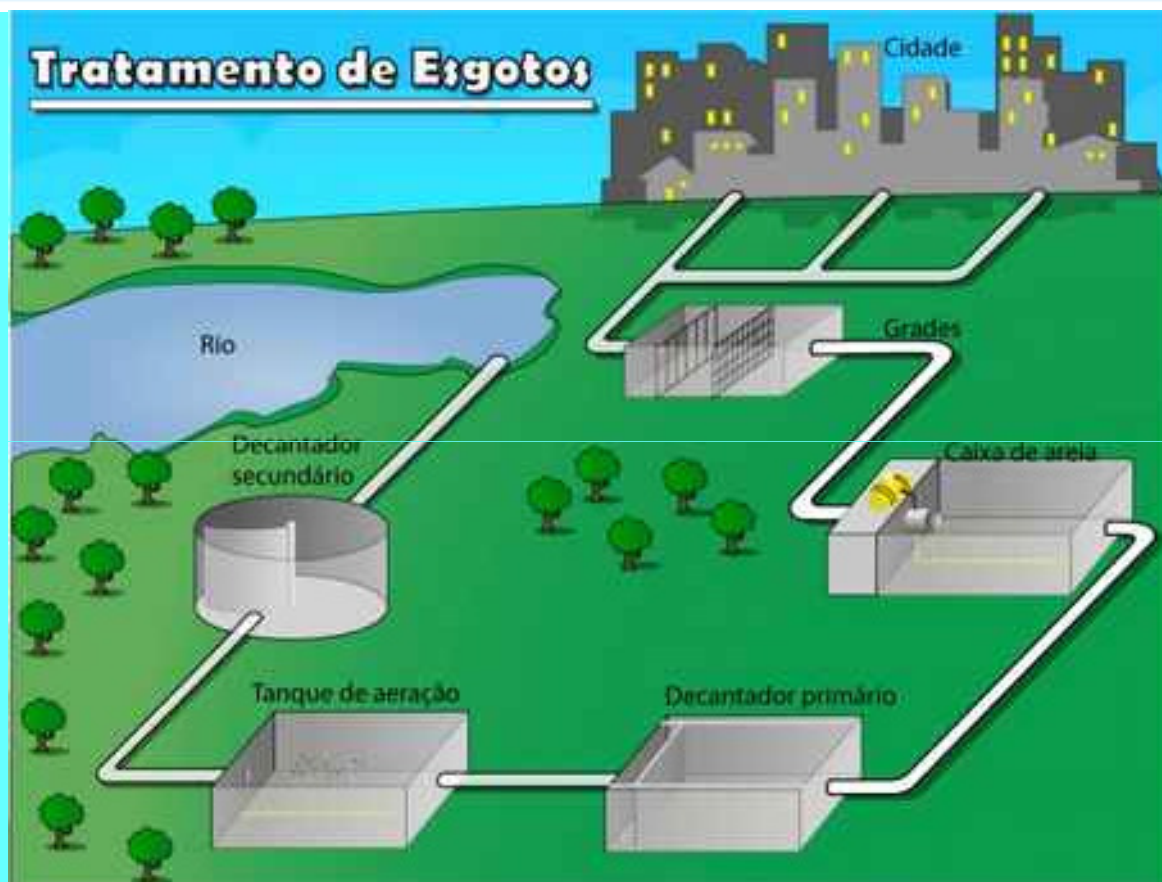 Tratamento de Esgotos
Cidade
Rio
Grades
Decantador
secundário
Caixa de areia
Tanque de aeração
Decantador primário